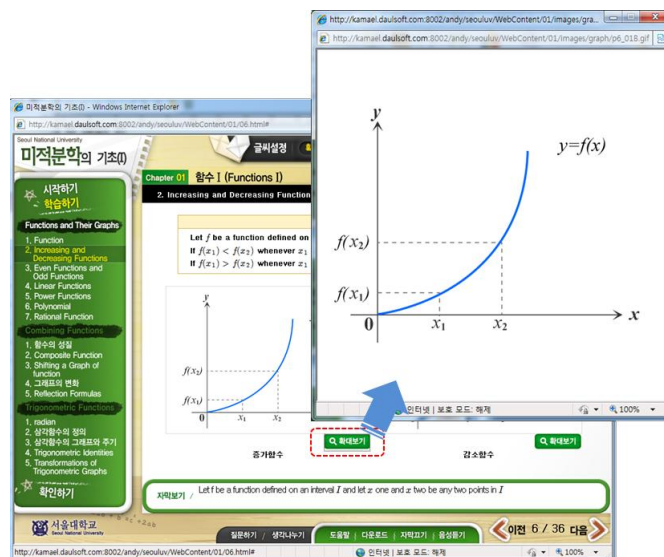 http://kamael.daulsoft.com:8002/andy/seouluv/WebContent/01/images/gra...
http://kamael.daulsoft.com:8002/andy/seouluv/WebContent/01/images/graph/p6_018.gif
y
y=f(x)
f(x₂)
f(x₁)
0
x₁
x₂
x
인터넷 | 보호 모드: 해제
100%
미적분학의 기초(I) - Windows Internet Explorer
http://kamael.daulsoft.com:8002/andy/seouluv/WebContent/01/06.html#
Seoul National University
미적분학의 기초(I)
글씨설정
시작하기
학습하기
Functions and Their Graphs
1. Function
2. Increasing and
Decreasing Functions
3. Even Functions and
Odd Functions
4. Linear Functions
5. Power Functions
6. Polynomial
7. Rational Function
Combining Functions
1. 함수의 성질
2. Composite Function
3. Shifting a Graph of
function
4. 그래프의 변화
5. Reflection Formulas
Trigonometric Functions
1. radian
2. 삼각함수의 정의
3. 삼각함수의 그래프와 주기
4. Trigonometric Identities
5. Transformations of
Trigonometric Graphs
확인하기
서울대학교
Chapter 01 함수 I (Functions I)
2. Increasing and Decreasing Function
Let f be a function defined on
If f(x₁) < f(x₂) whenever x₁
If f(x₁) > f(x₂) whenever x₁
y
f(x₂)
f(x₁)
0
x₁
x₂
확대보기
확대보기
증가함수
감소함수
자막보기 / Let f be a function defined on an interval I and let x one and x two be any two points in I
질문하기 / 생각나누기
도움말 | 다운로드 | 자막끄기 | 음성듣기
이전 6 / 36 다음
http://kamael.daulsoft.com:8002/andy/seouluv/WebContent/01/06.html#
인터넷 | 보호 모드: 해제
100%